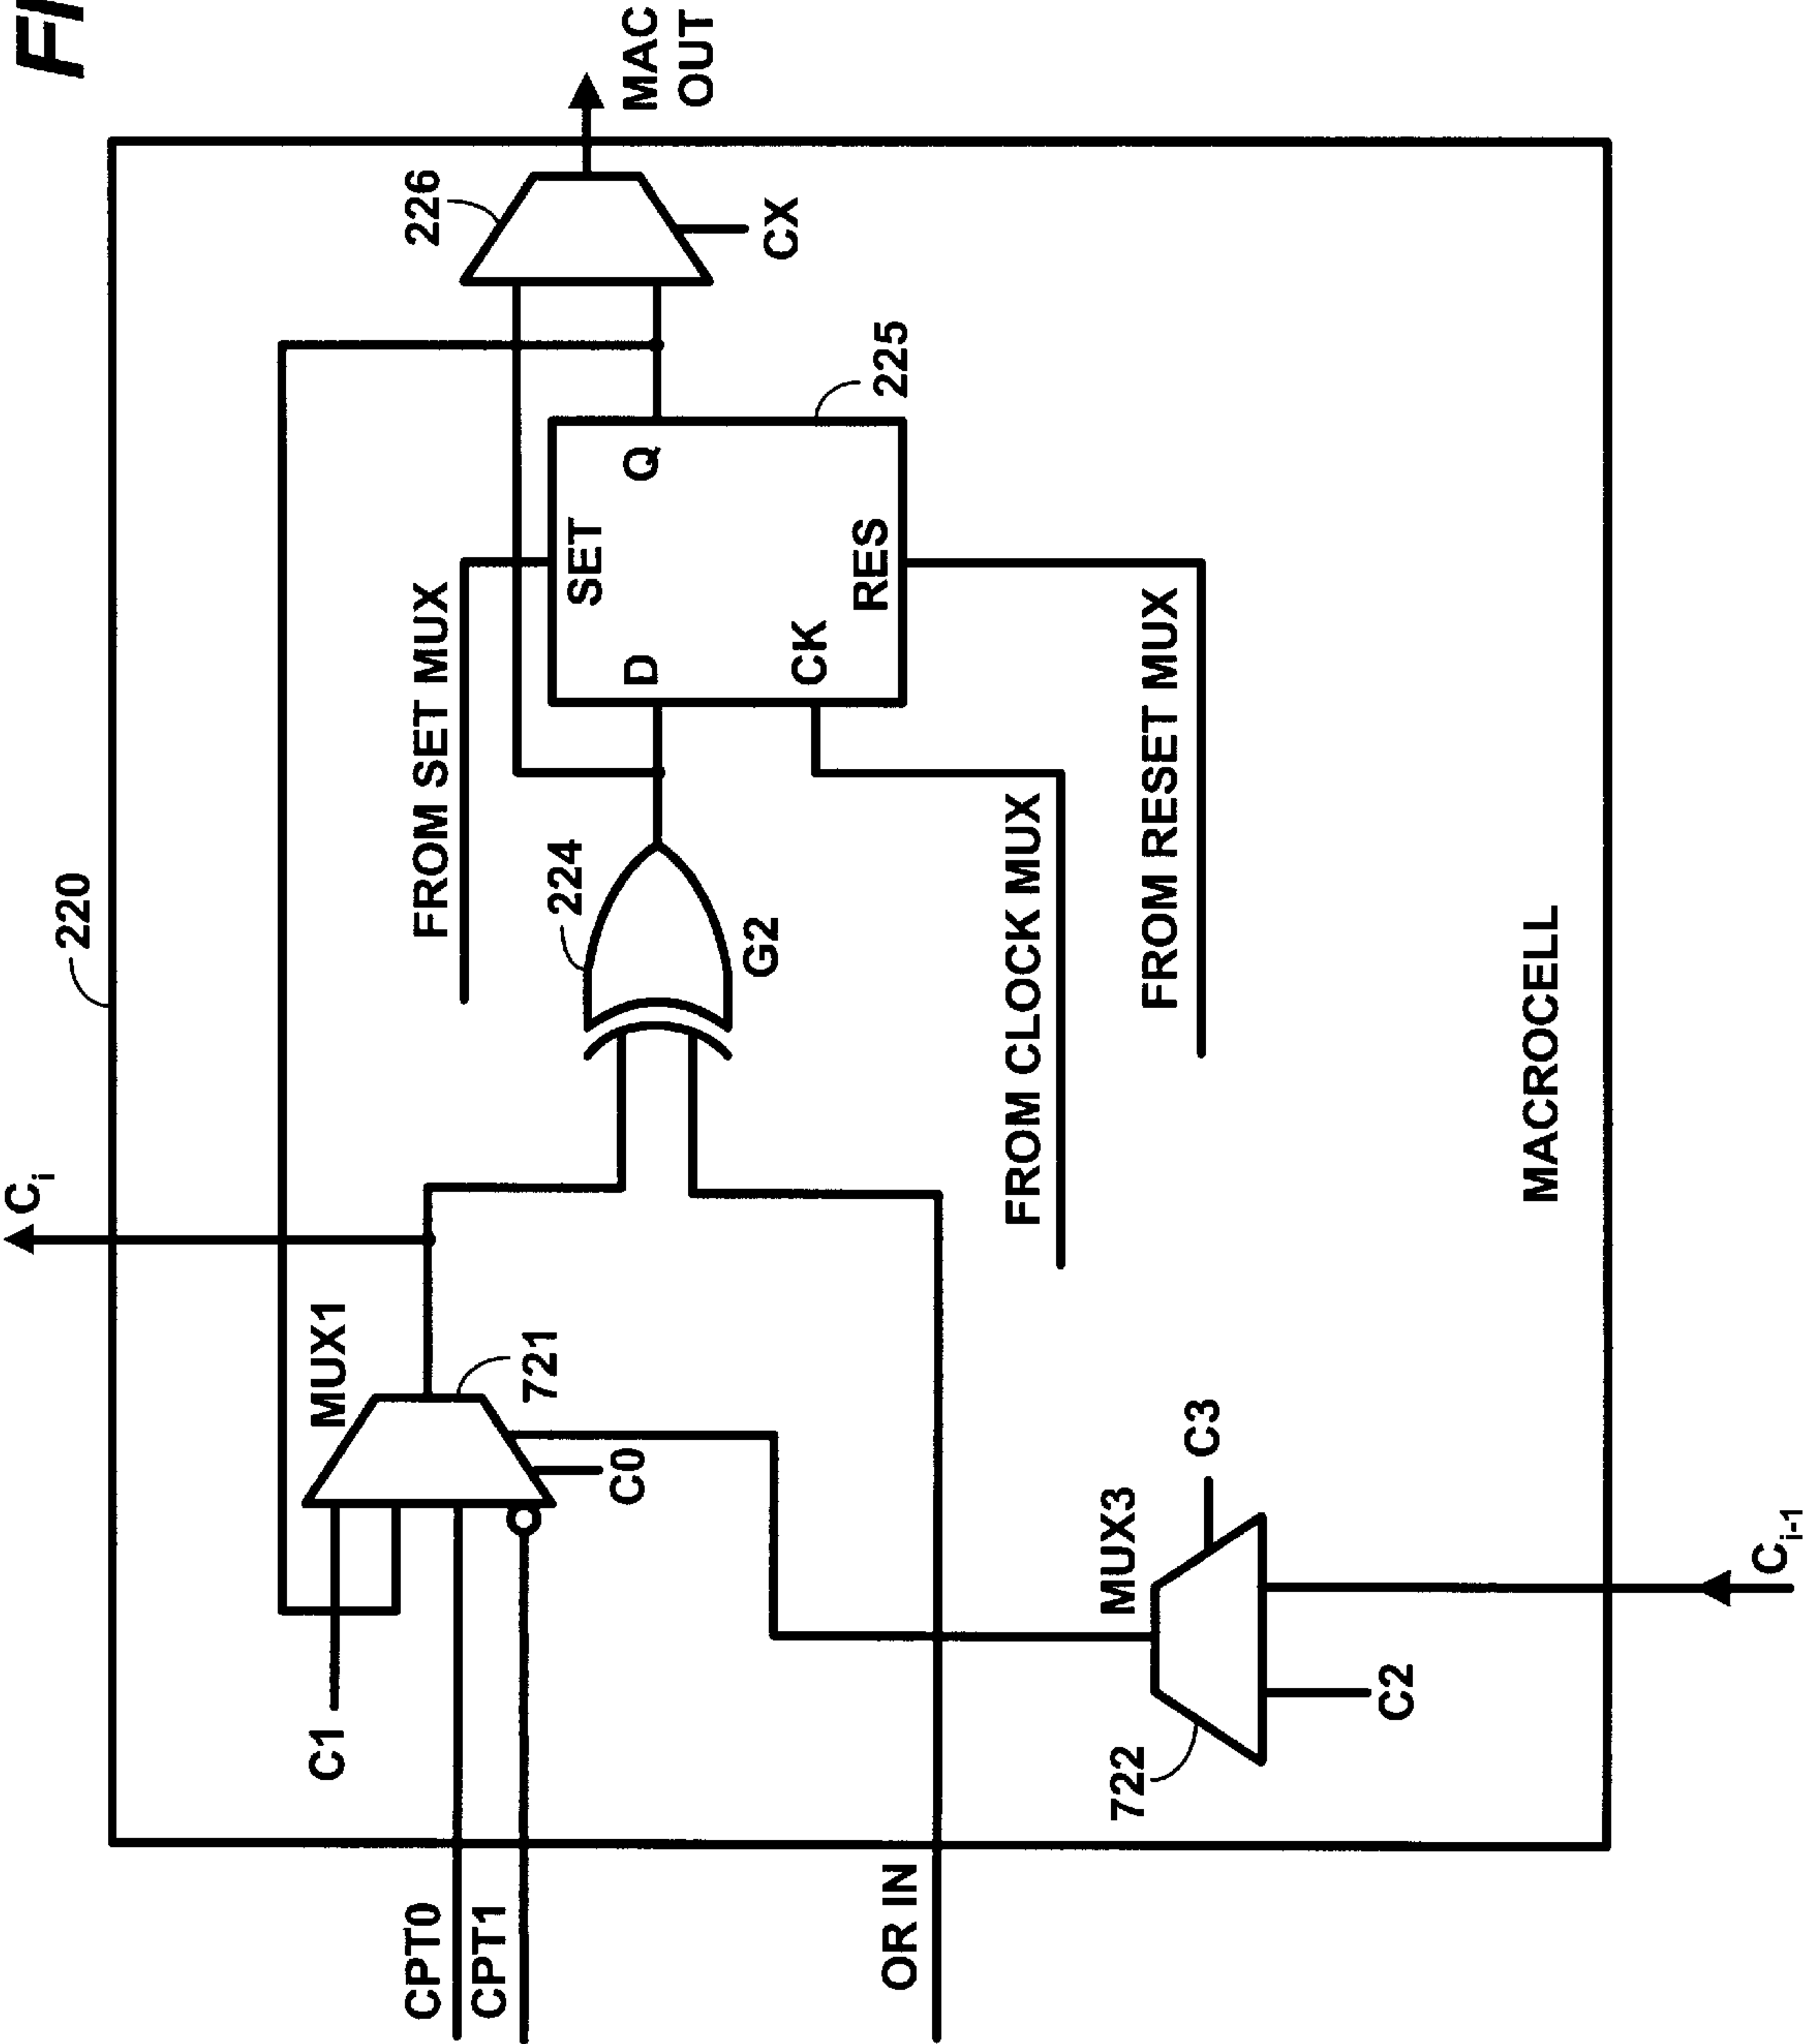 FI
220
C1
MUX1
721
C0
Ci
CPT0
CPT1
OR IN
722
MUX3
C2
C3
Ci-1
224
G2
FROM SET MUX
FROM CLOCK MUX
FROM RESET MUX
SET
D
Q
CK
RES
225
226
CX
MAC
OUT
MACROCELL